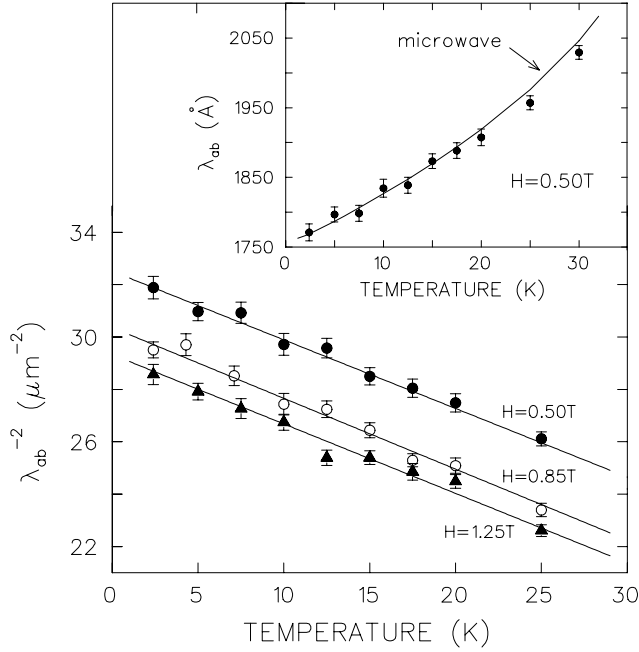 2050
1950
1850
1750
λab (Å)
microwave
H=0.50T
0 10 20 30
TEMPERATURE (K)
34
30
26
22
λab⁻² (μm⁻²)
H=0.50T
H=0.85T
H=1.25T
0 5 10 15 20 25 30
TEMPERATURE (K)